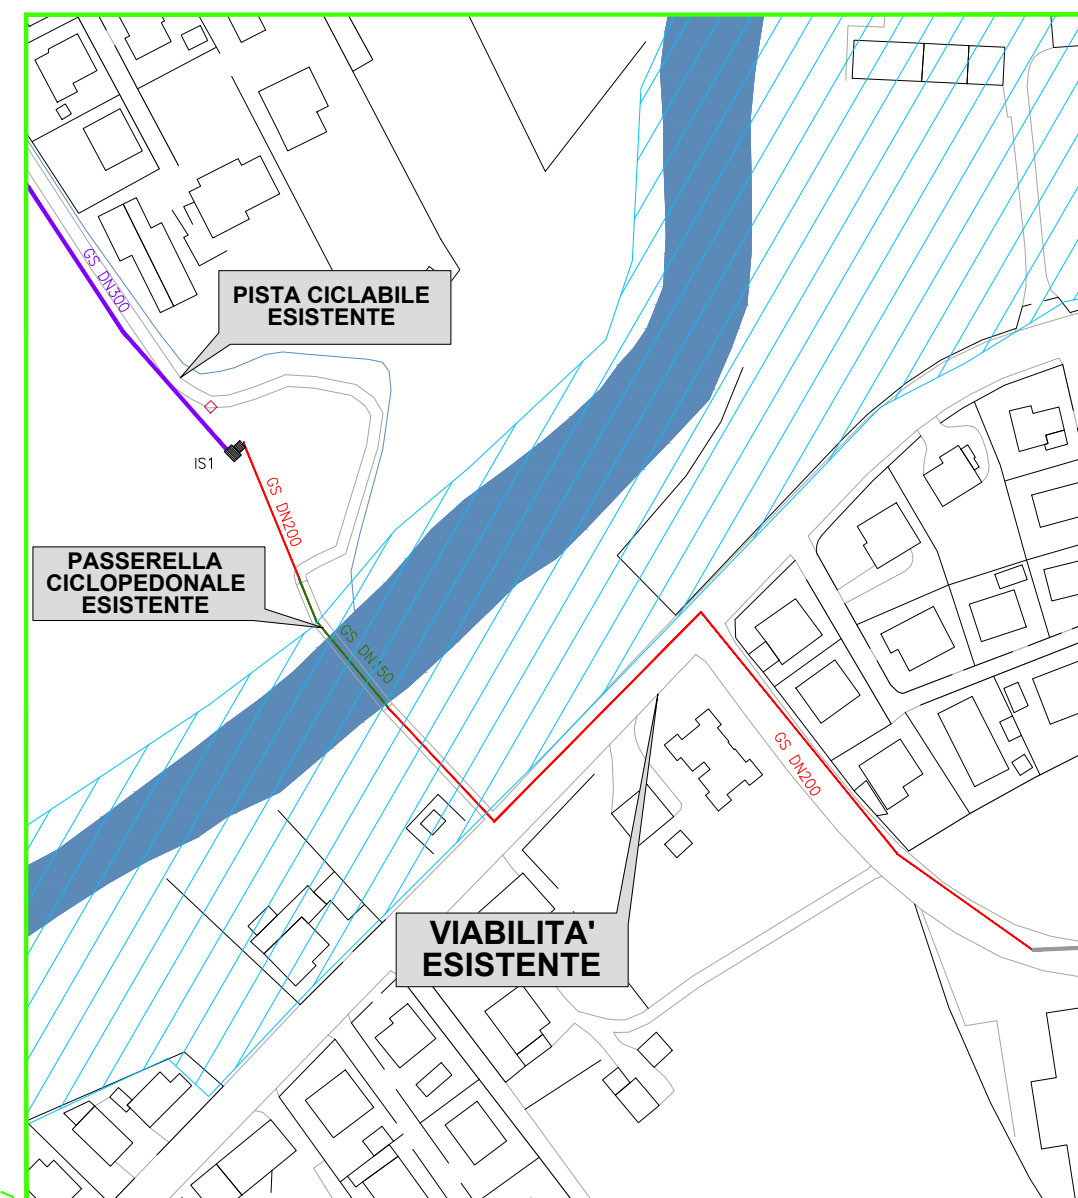 GS DN300
PISTA CICLABILE
ESISTENTE
IS1
GS DN200
PASSERELLA
CICLOPEDONALE
ESISTENTE
GS DN150
GS DN200
VIABILITA'
ESISTENTE